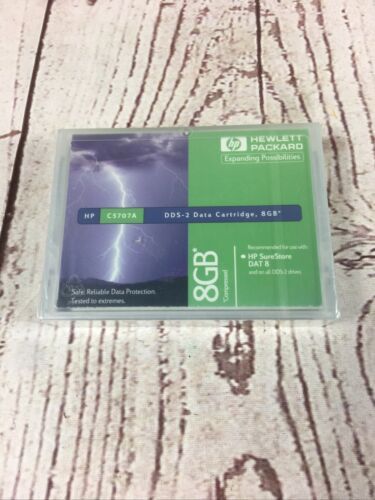 hp HEWLETT
PACKARD
Expanding Possibilities
HP C5707A DDS-2 Data Cartridge, 8GB*
Recommended for use with:
HP SureStore
DAT 8
and on all DDS-2 drives.
8GB*
*Compressed
Safe. Reliable Data Protection.
Tested to extremes.